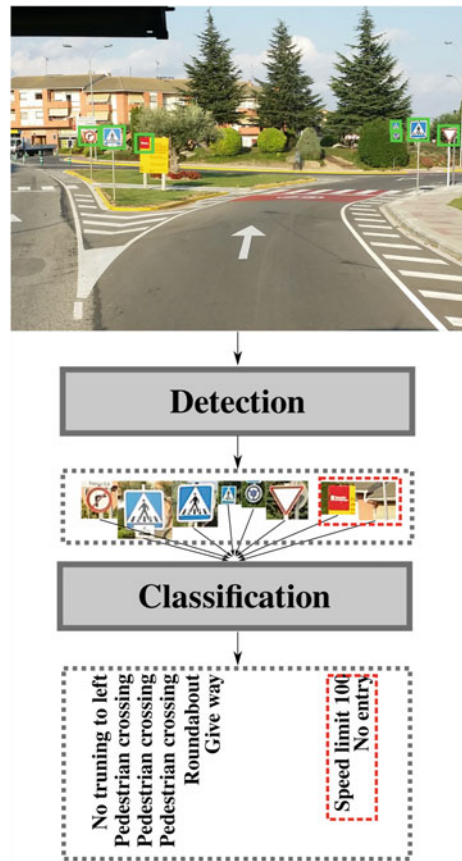 Detection
Classification
No truning to left
Pedestrian crossing
Pedestrian crossing
Pedestrian crossing
Roundabout
Give way
Speed limit 100
No entry